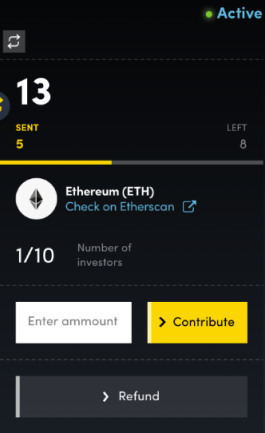 Active
13
SENT
LEFT
5
8
Ethereum (ETH)
Check on Etherscan
1/10
Number of
investors
Enter ammount
Contribute
Refund